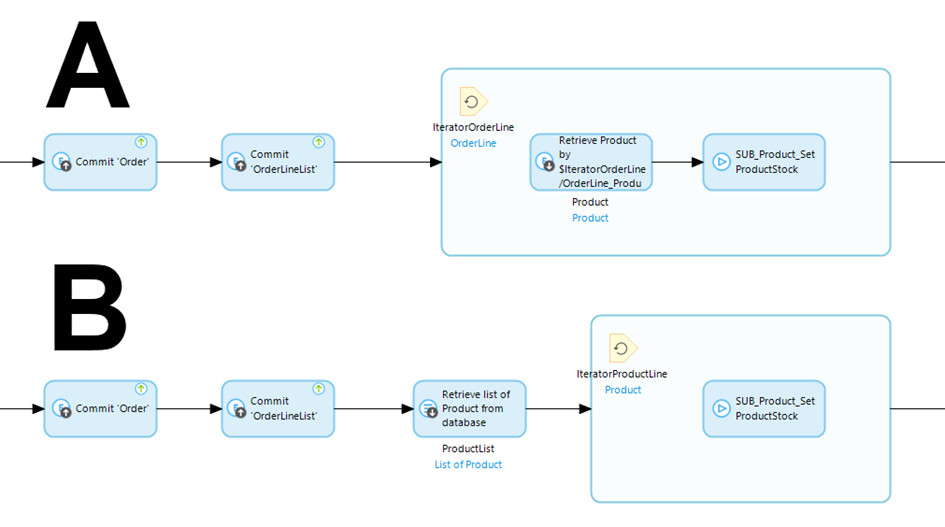 A
Commit 'Order'
Commit
'OrderLineList'
IteratorOrderLine
OrderLine
Retrieve Product
by
$IteratorOrderLine
/OrderLine_Produ
Product
Product
SUB_Product_Set
ProductStock
B
Commit 'Order'
Commit
'OrderLineList'
Retrieve list of
Product from
database
ProductList
List of Product
IteratorProductLine
Product
SUB_Product_Set
ProductStock